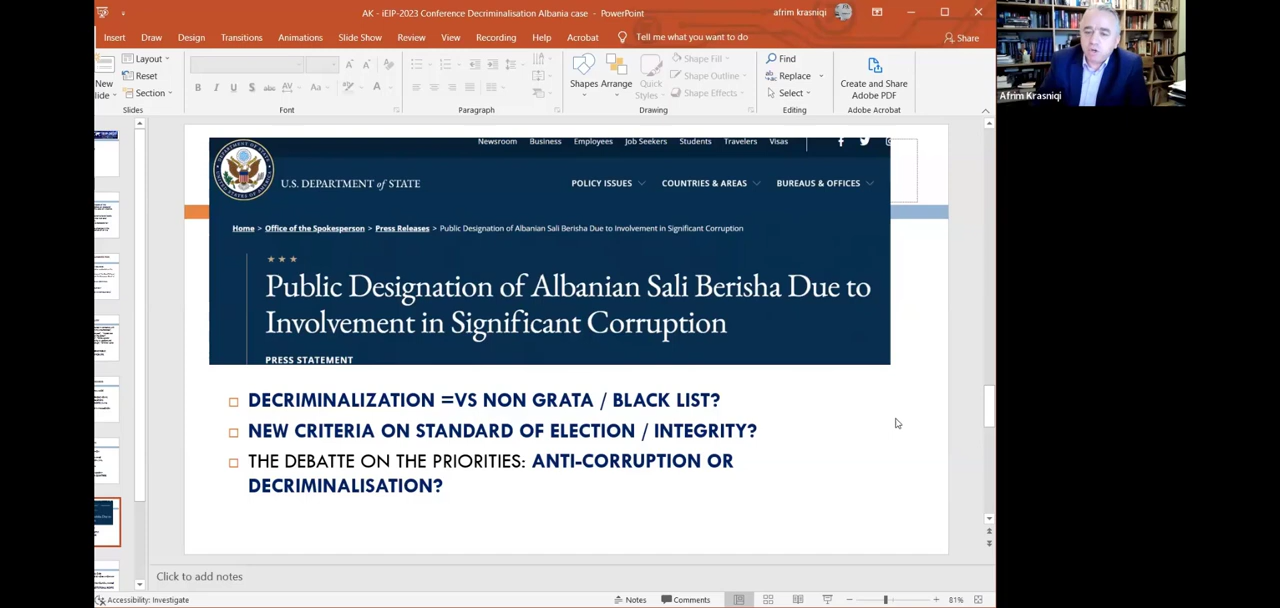 AK - iEIP-2023 Conference Decriminalisation Albania case - PowerPoint
afrim krasniqi
Insert Draw Design Transitions Animations Slide Show Review View Recording Help Acrobat Tell me what you want to do
Share
New
Layout
Reset
Section
Slides
Font
Paragraph
Shapes Arrange Quick
Styles
Shape Fill
Shape Outline
Shape Effects
Drawing
Find
Replace
Select
Editing
Create and Share
Adobe PDF
Adobe Acrobat
Afrim Krasniqi
Newsroom Business Employees Job Seekers Students Travelers Visas
DEPARTMENT OF STATE
U.S. DEPARTMENT of STATE
POLICY ISSUES COUNTRIES & AREAS BUREAUS & OFFICES
Home > Office of the Spokesperson > Press Releases > Public Designation of Albanian Sali Berisha Due to Involvement in Significant Corruption
Public Designation of Albanian Sali Berisha Due to
Involvement in Significant Corruption
PRESS STATEMENT
DECRIMINALIZATION =VS NON GRATA / BLACK LIST?
NEW CRITERIA ON STANDARD OF ELECTION / INTEGRITY?
THE DEBATTE ON THE PRIORITIES: ANTI-CORRUPTION OR
DECRIMINALISATION?
Click to add notes
Accessibility: Investigate
Notes Comments
81%